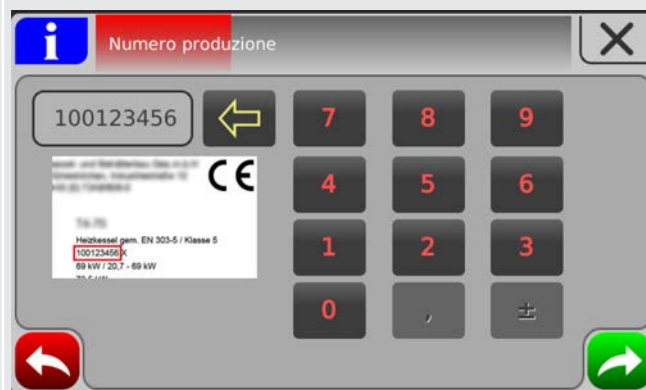 i
Numero produzione
100123456
7
8
9
CE
4
5
6
Heizkessel gem. EN 303-5 / Klasse 5
100123456 X
69 kW / 20,7 - 69 kW
1
2
3
0
,
±